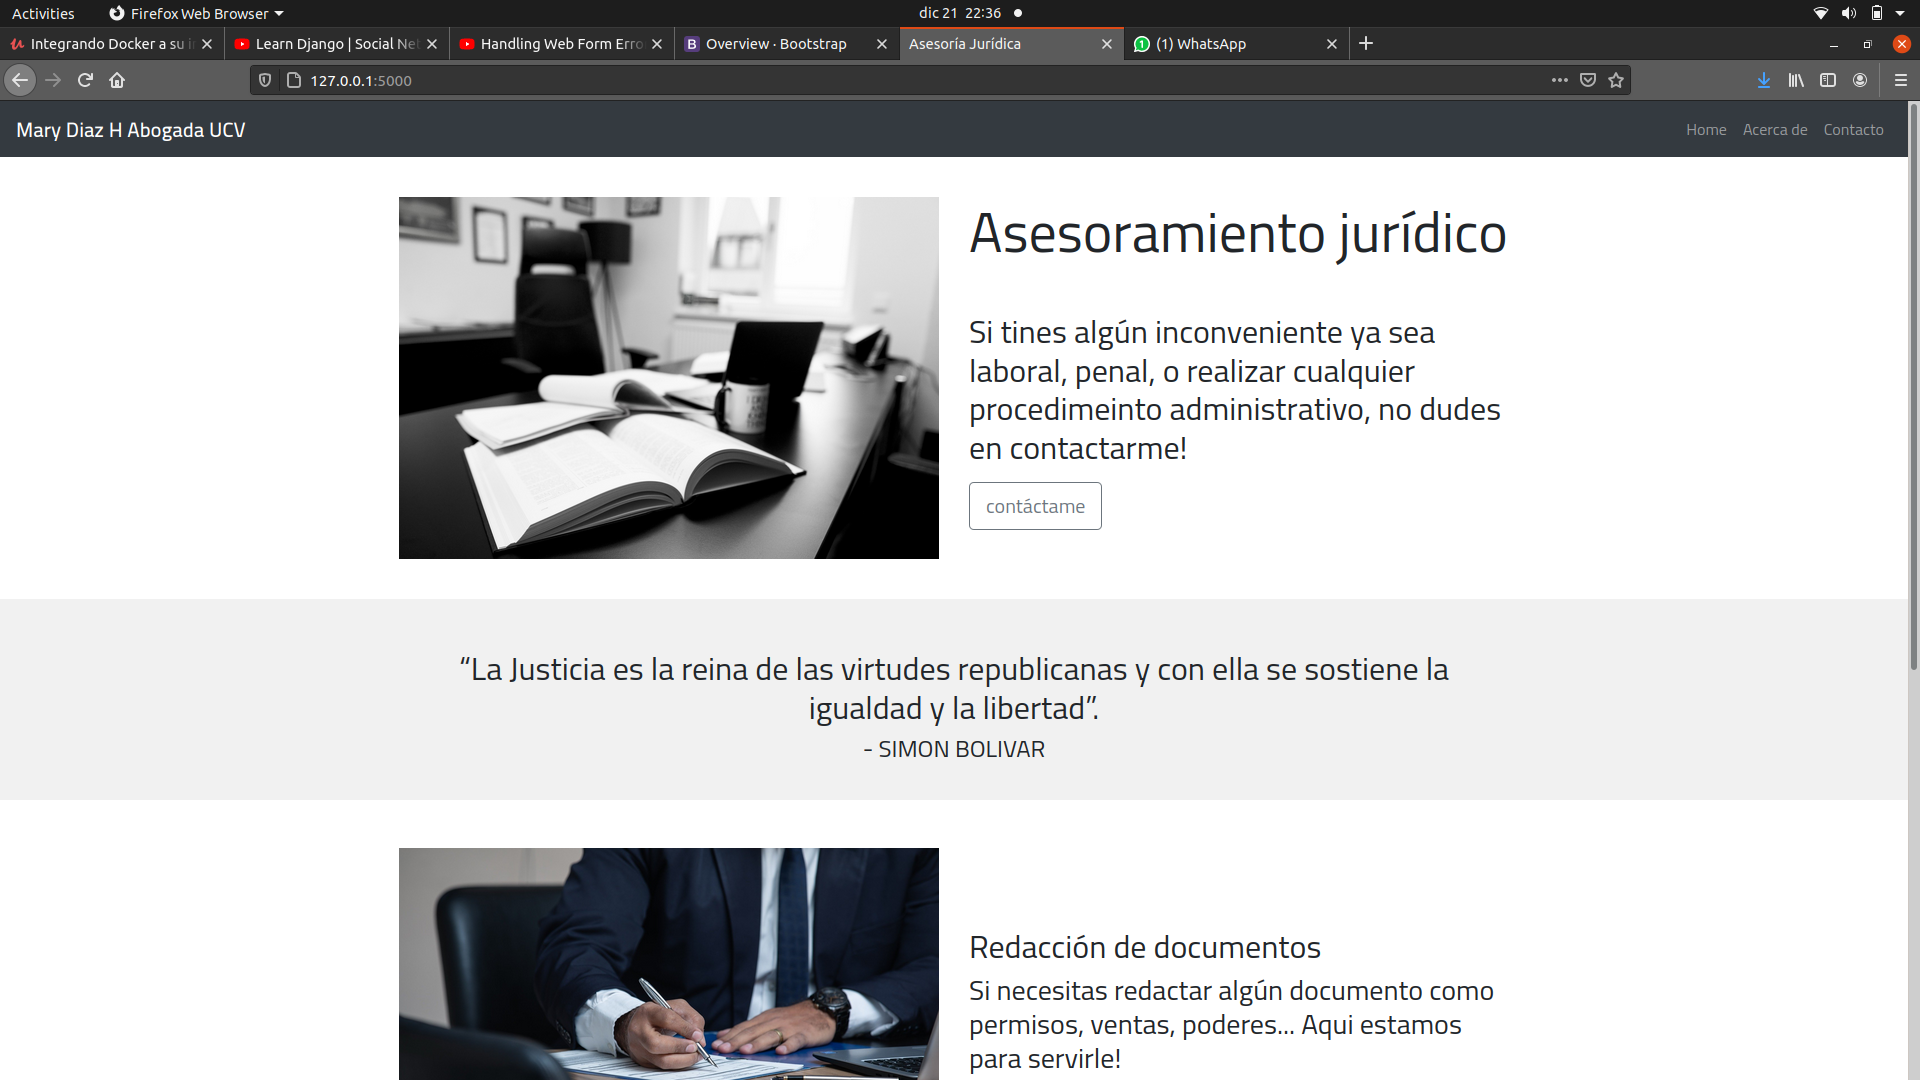 Activities
Firefox Web Browser
dic 21 22:36
Integrando Docker a su i
Learn Django | Social Net
Handling Web Form Erro
B Overview · Bootstrap
Asesoría Jurídica
1 (1) WhatsApp
127.0.0.1:5000
Mary Diaz H Abogada UCV
Home Acerca de Contacto
Asesoramiento jurídico
Si tines algún inconveniente ya sea
laboral, penal, o realizar cualquier
procedimeinto administrativo, no dudes
en contactarme!
contáctame
“La Justicia es la reina de las virtudes republicanas y con ella se sostiene la
igualdad y la libertad”.
- SIMON BOLIVAR
Redacción de documentos
Si necesitas redactar algún documento como
permisos, ventas, poderes... Aqui estamos
para servirle!